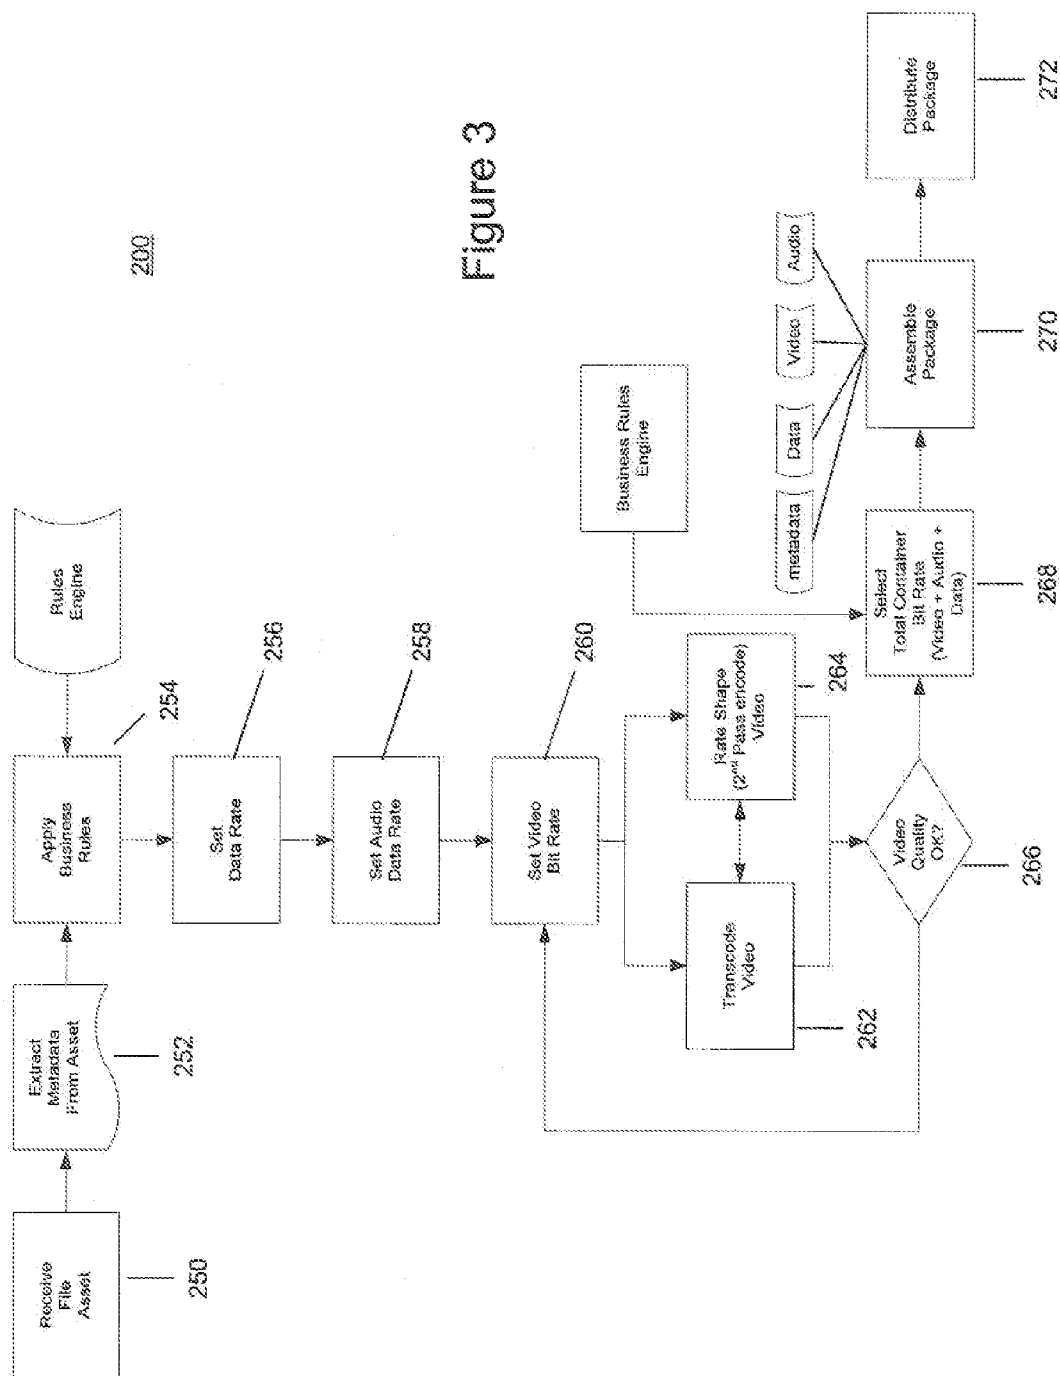 200
Figure 3
Receive
File
Asset
250
Extract
Metadata
From Asset
252
Apply
Business
Rules
254
Rules
Engine
Set
Data Rate
256
Set Audio
Data Rate
258
Set Video
Bit Rate
260
Transcode
Video
262
Rate Shape
(2nd Pass encode)
Video
264
Video
Quality
OK?
266
Business Rules
Engine
Select
Total Container
Bit Rate
(Video + Audio +
Data)
268
metadata
Data
Video
Audio
Assemble
Package
270
Distribute
Package
272